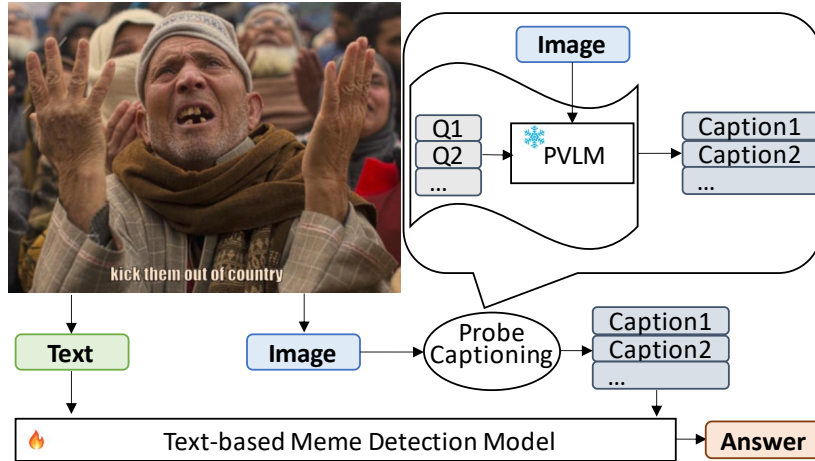 Image
Q1
Q2
...
PVLM
Caption1
Caption2
...
kick them out of country
Text
Image
Probe
Captioning
Caption1
Caption2
...
Text-based Meme Detection Model
Answer